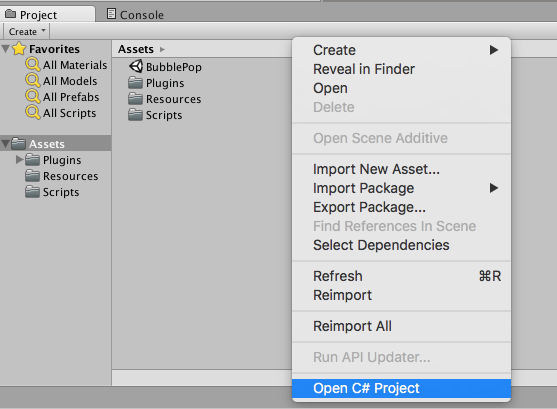 Project
Console
Create
Favorites
All Materials
All Models
All Prefabs
All Scripts
Assets
Plugins
Resources
Scripts
Assets
BubblePop
Plugins
Resources
Scripts
Create
Reveal in Finder
Open
Delete
Open Scene Additive
Import New Asset...
Import Package
Export Package...
Find References In Scene
Select Dependencies
Refresh ⌘R
Reimport
Reimport All
Run API Updater...
Open C# Project